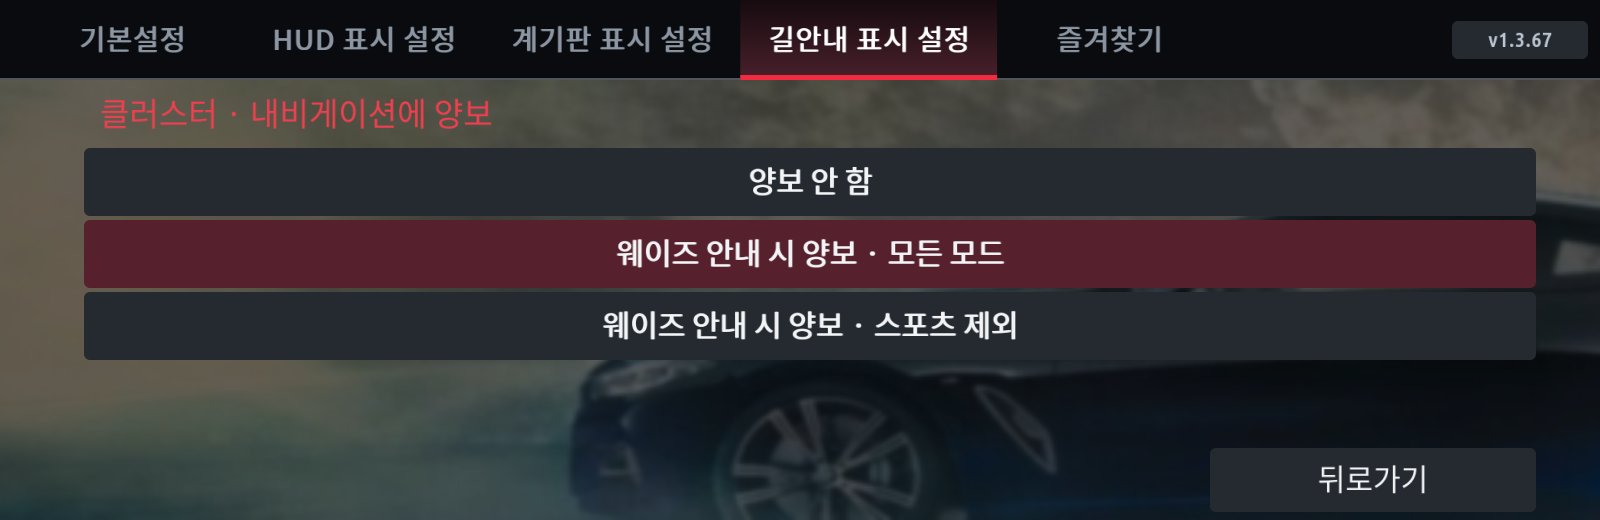 기본설정 HUD 표시 설정 계기판 표시 설정 길안내 표시 설정 즐겨찾기 v1.3.67
클러스터 · 내비게이션에 양보
양보 안 함
웨이즈 안내 시 양보 · 모든 모드
웨이즈 안내 시 양보 · 스포츠 제외
뒤로가기